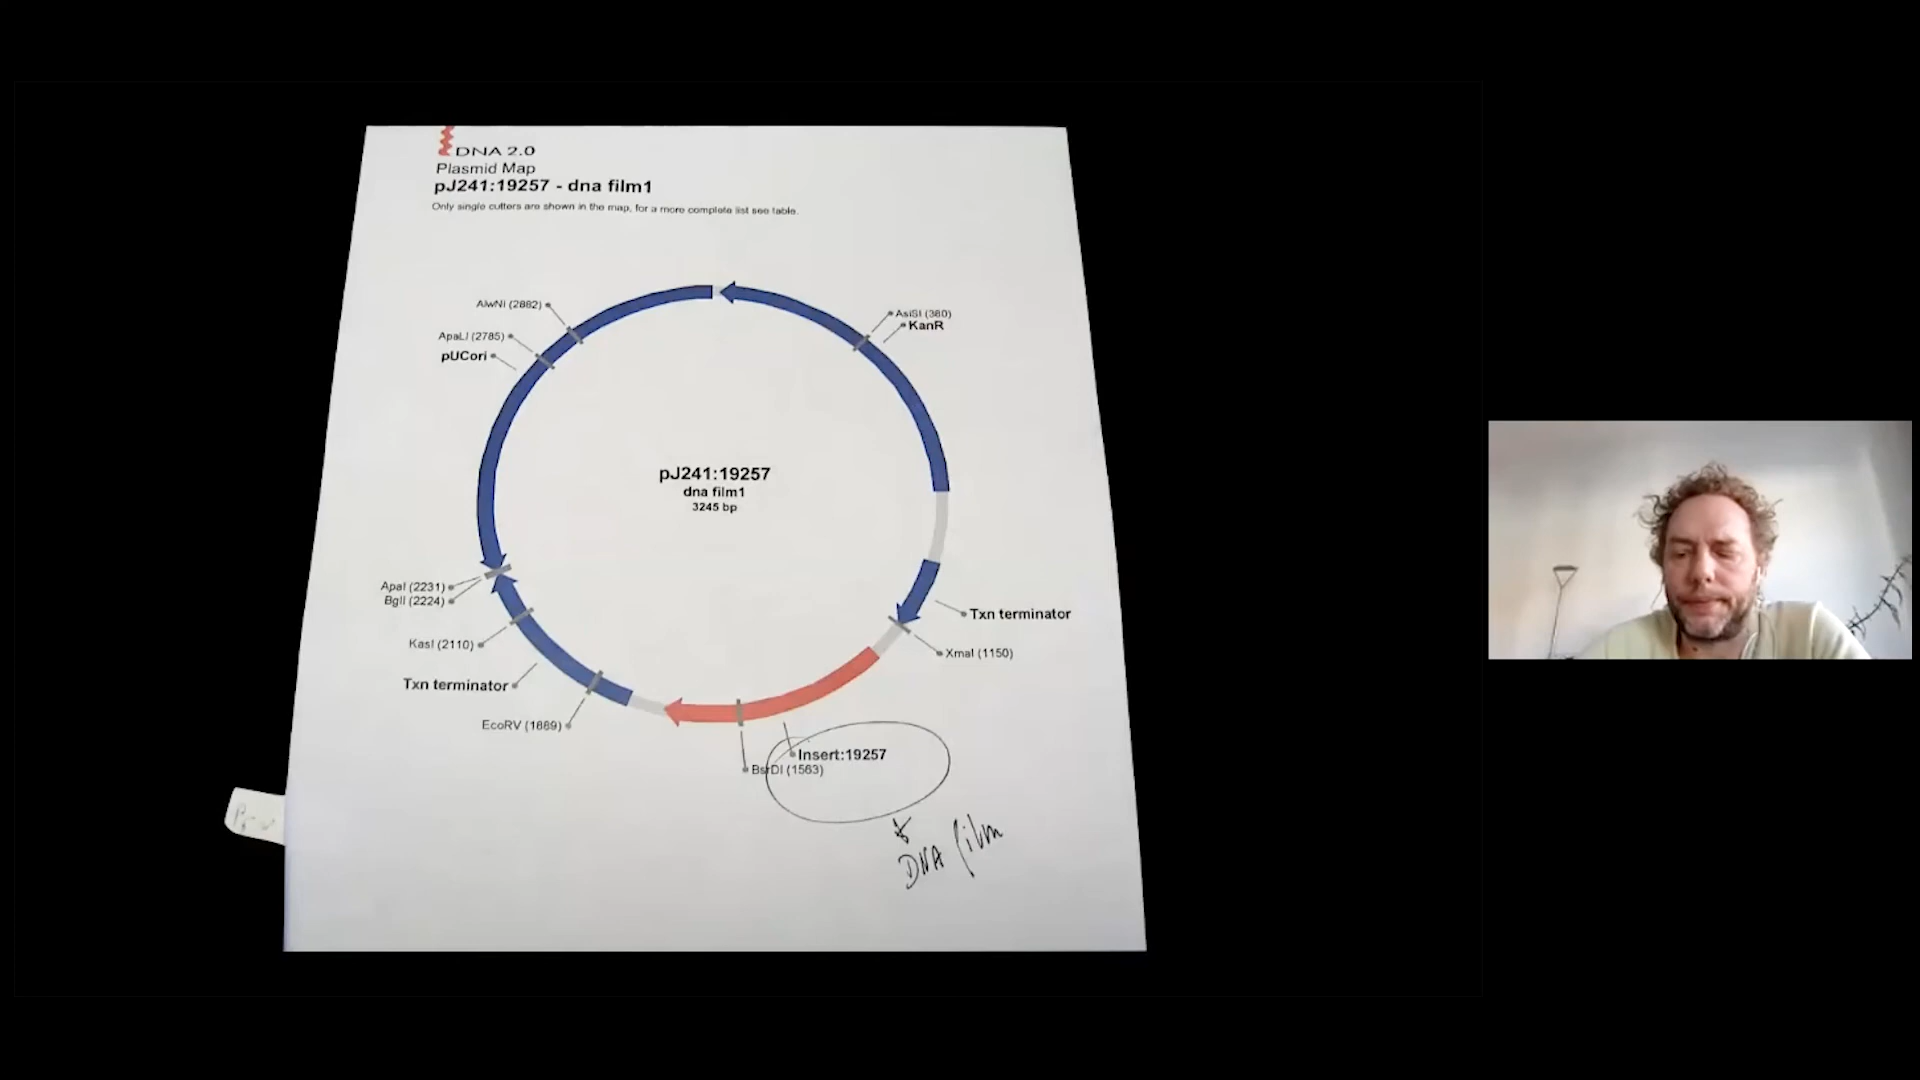 DNA 2.0
Plasmid Map
pJ241:19257 - dna film1
Only single cutters are shown in the map, for a more complete list see table.
AlwNI (2882)
AsiSI (380)
KanR
ApaLI (2785)
pUCori
pJ241:19257
dna film1
3245 bp
ApaI (2231)
BglI (2224)
Txn terminator
KasI (2110)
XmaI (1150)
Txn terminator
EcoRV (1889)
Insert:19257
BsrDI (1563)
DNA film